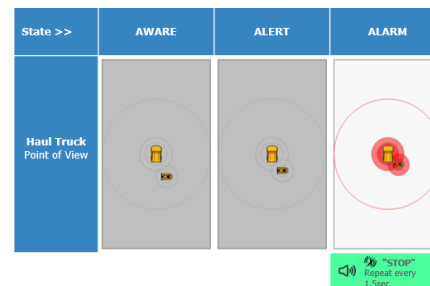 State >>
AWARE
ALERT
ALARM
Haul Truck
Point of View
"STOP"
Repeat every
1.5sec